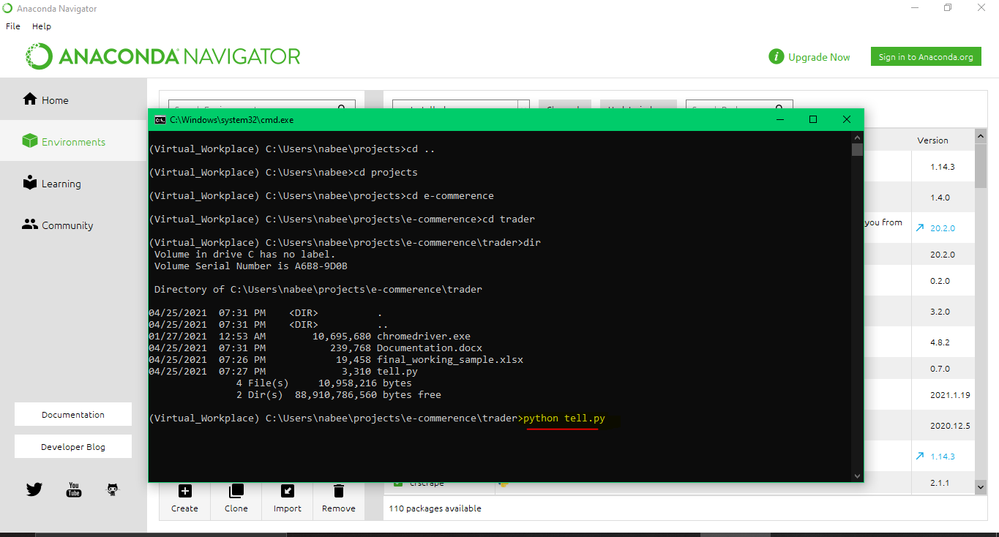 Anaconda Navigator
File Help
ANACONDA NAVIGATOR
Upgrade Now
Sign in to Anaconda.org
Home
Environments
Learning
Community
Documentation
Developer Blog
You
Tube
C:\Windows\system32\cmd.exe
(Virtual_Workplace) C:\Users\nabee\projects>cd ..
(Virtual_Workplace) C:\Users\nabee>cd projects
(Virtual_Workplace) C:\Users\nabee\projects>cd e-commerence
(Virtual_Workplace) C:\Users\nabee\projects\e-commerence>cd trader
(Virtual_Workplace) C:\Users\nabee\projects\e-commerence\trader>dir
Volume in drive C has no label.
Volume Serial Number is A6B8-9D0B
Directory of C:\Users\nabee\projects\e-commerence\trader
04/25/2021 07:31 PM <DIR> .
04/25/2021 07:31 PM <DIR> ..
01/27/2021 12:53 AM 10,695,680 chromedriver.exe
04/25/2021 07:31 PM 239,768 Documentation.docx
04/25/2021 07:26 PM 19,458 final_working_sample.xlsx
04/25/2021 07:27 PM 3,310 tell.py
4 File(s) 10,958,216 bytes
2 Dir(s) 88,910,786,560 bytes free
(Virtual_Workplace) C:\Users\nabee\projects\e-commerence\trader>python tell.py
Version
1.14.3
1.4.0
you from
20.2.0
20.2.0
0.2.0
3.2.0
4.8.2
0.7.0
2021.1.19
2020.12.5
1.14.3
2.1.1
Create
Clone
Import
Remove
110 packages available